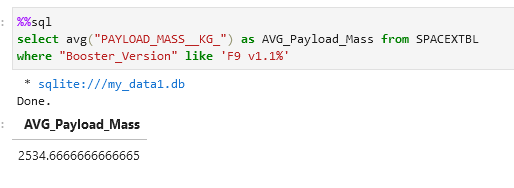 %%sql
select avg("PAYLOAD_MASS__KG_") as AVG_Payload_Mass from SPACEXTBL
where "Booster_Version" like 'F9 v1.1%'
* sqlite:///my_data1.db
Done.
AVG_Payload_Mass
2534.6666666666665